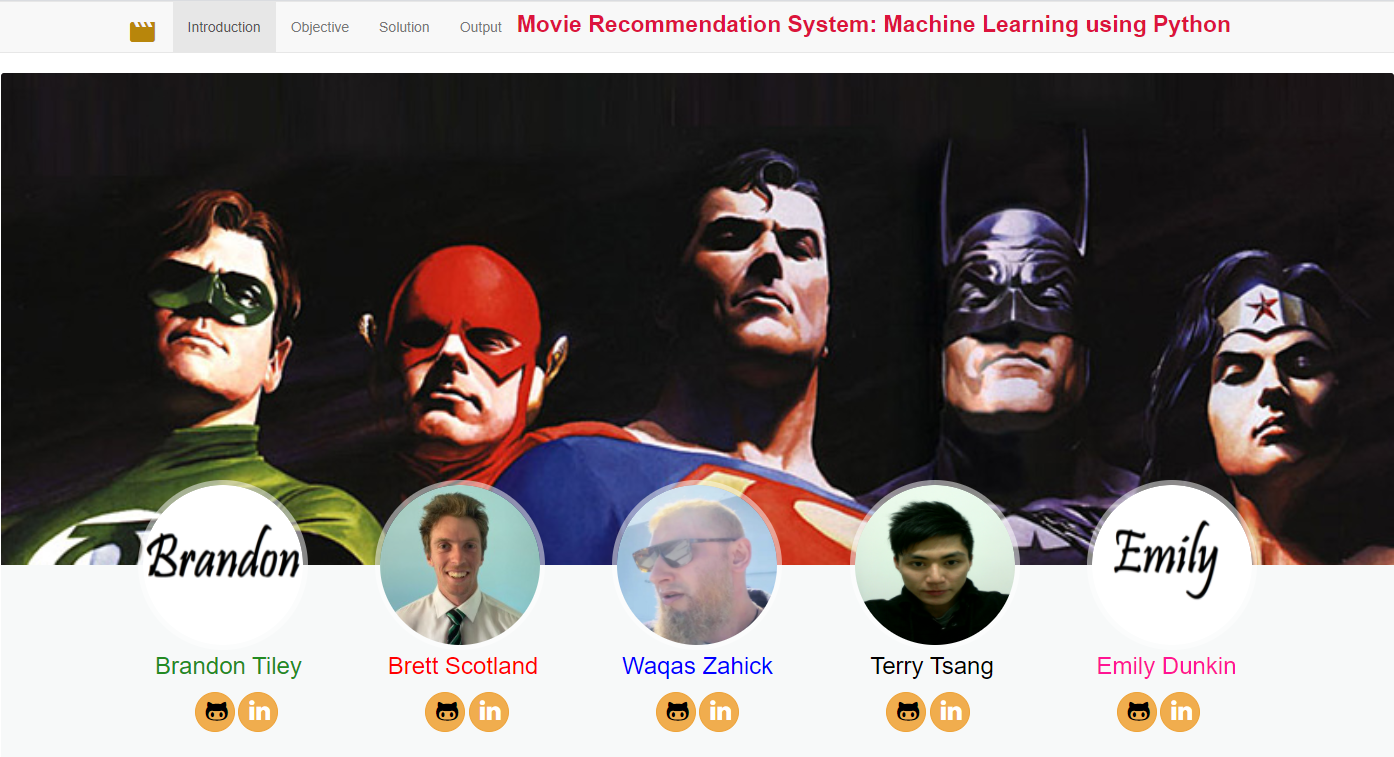 Introduction Objective Solution Output Movie Recommendation System: Machine Learning using Python
Brandon Emily
Brandon Tiley Brett Scotland Waqas Zahick Terry Tsang Emily Dunkin
in in in in in